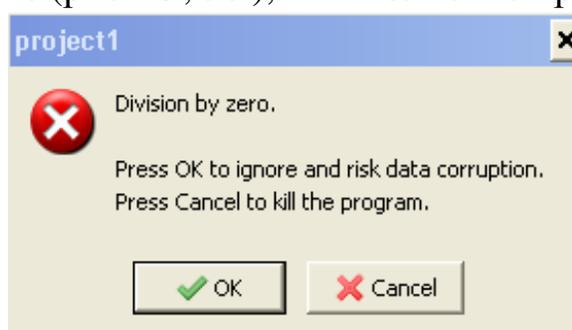 project1
Division by zero.
Press OK to ignore and risk data corruption.
Press Cancel to kill the program.
OK
Cancel